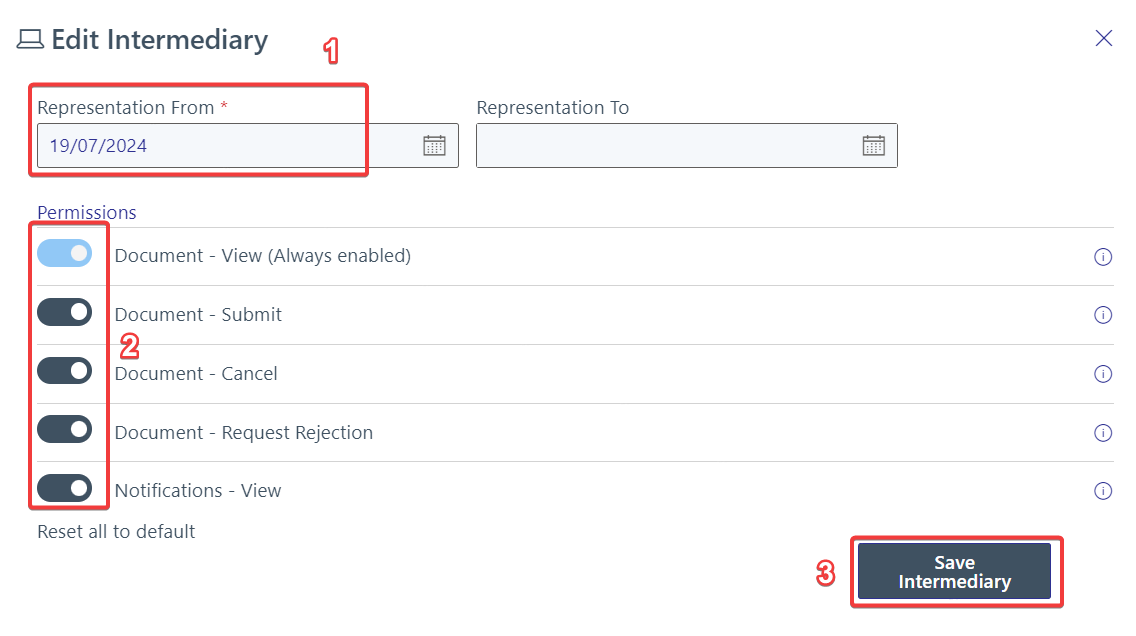 Edit Intermediary
1
Representation From *
Representation To
19/07/2024
Permissions
Document - View (Always enabled)
Document - Submit
2
Document - Cancel
Document - Request Rejection
Notifications - View
Reset all to default
3
Save
Intermediary